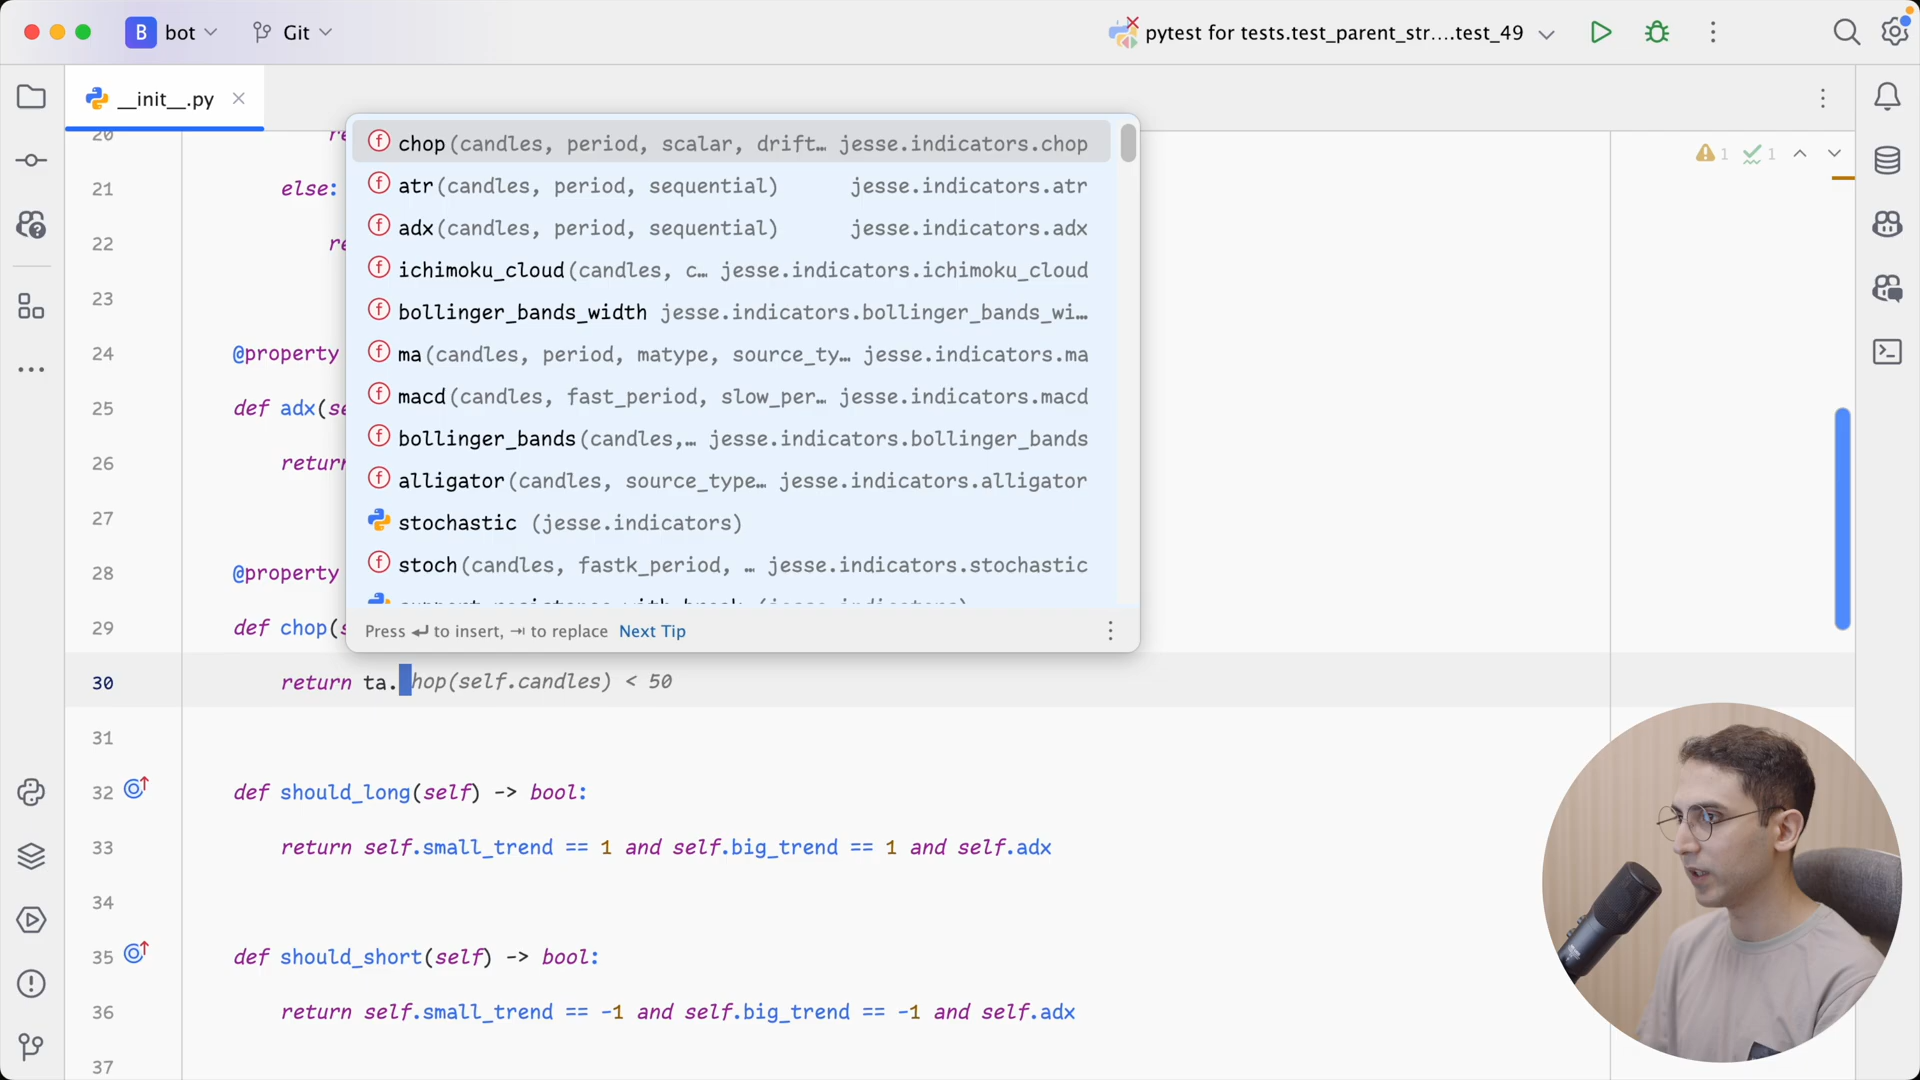 B bot Git pytest for tests.test_parent_str....test_49
__init__.py
1 1
20
21 else:
22
23
24 @property
25 def adx(se
26 return
27
28 @property
29 def chop(s
chop(candles, period, scalar, drift… jesse.indicators.chop
atr(candles, period, sequential) jesse.indicators.atr
adx(candles, period, sequential) jesse.indicators.adx
ichimoku_cloud(candles, c… jesse.indicators.ichimoku_cloud
bollinger_bands_width jesse.indicators.bollinger_bands_wi…
ma(candles, period, matype, source_ty… jesse.indicators.ma
macd(candles, fast_period, slow_per… jesse.indicators.macd
bollinger_bands(candles,… jesse.indicators.bollinger_bands
alligator(candles, source_type… jesse.indicators.alligator
stochastic (jesse.indicators)
stoch(candles, fastk_period, … jesse.indicators.stochastic
Press ↵ to insert, ⇥ to replace Next Tip
30 return ta.hop(self.candles) < 50
31
32 def should_long(self) -> bool:
33 return self.small_trend == 1 and self.big_trend == 1 and self.adx
34
35 def should_short(self) -> bool:
36 return self.small_trend == -1 and self.big_trend == -1 and self.adx
37